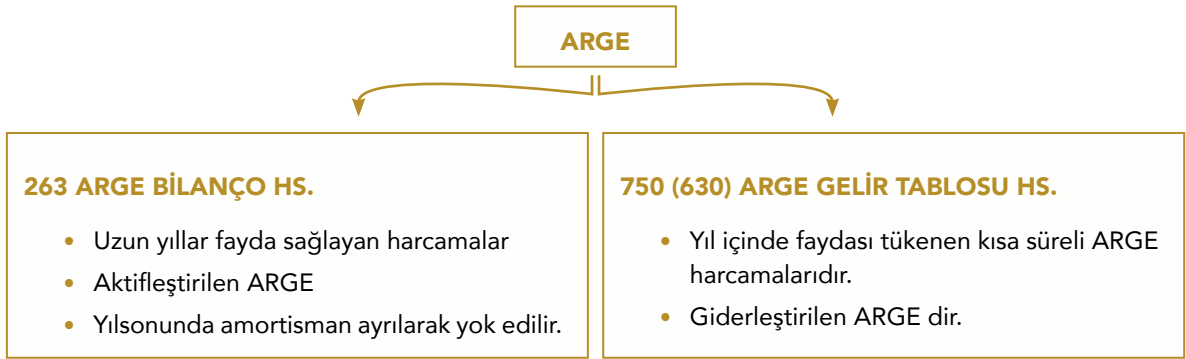 ARGE
263 ARGE BİLANÇO HS.
• Uzun yıllar fayda sağlayan harcamalar
• Aktifleştirilen ARGE
• Yılsonunda amortisman ayrılarak yok edilir.
750 (630) ARGE GELİR TABLOSU HS.
• Yıl içinde faydası tükenen kısa süreli ARGE
harcamalarıdır.
• Giderleştirilen ARGE dir.